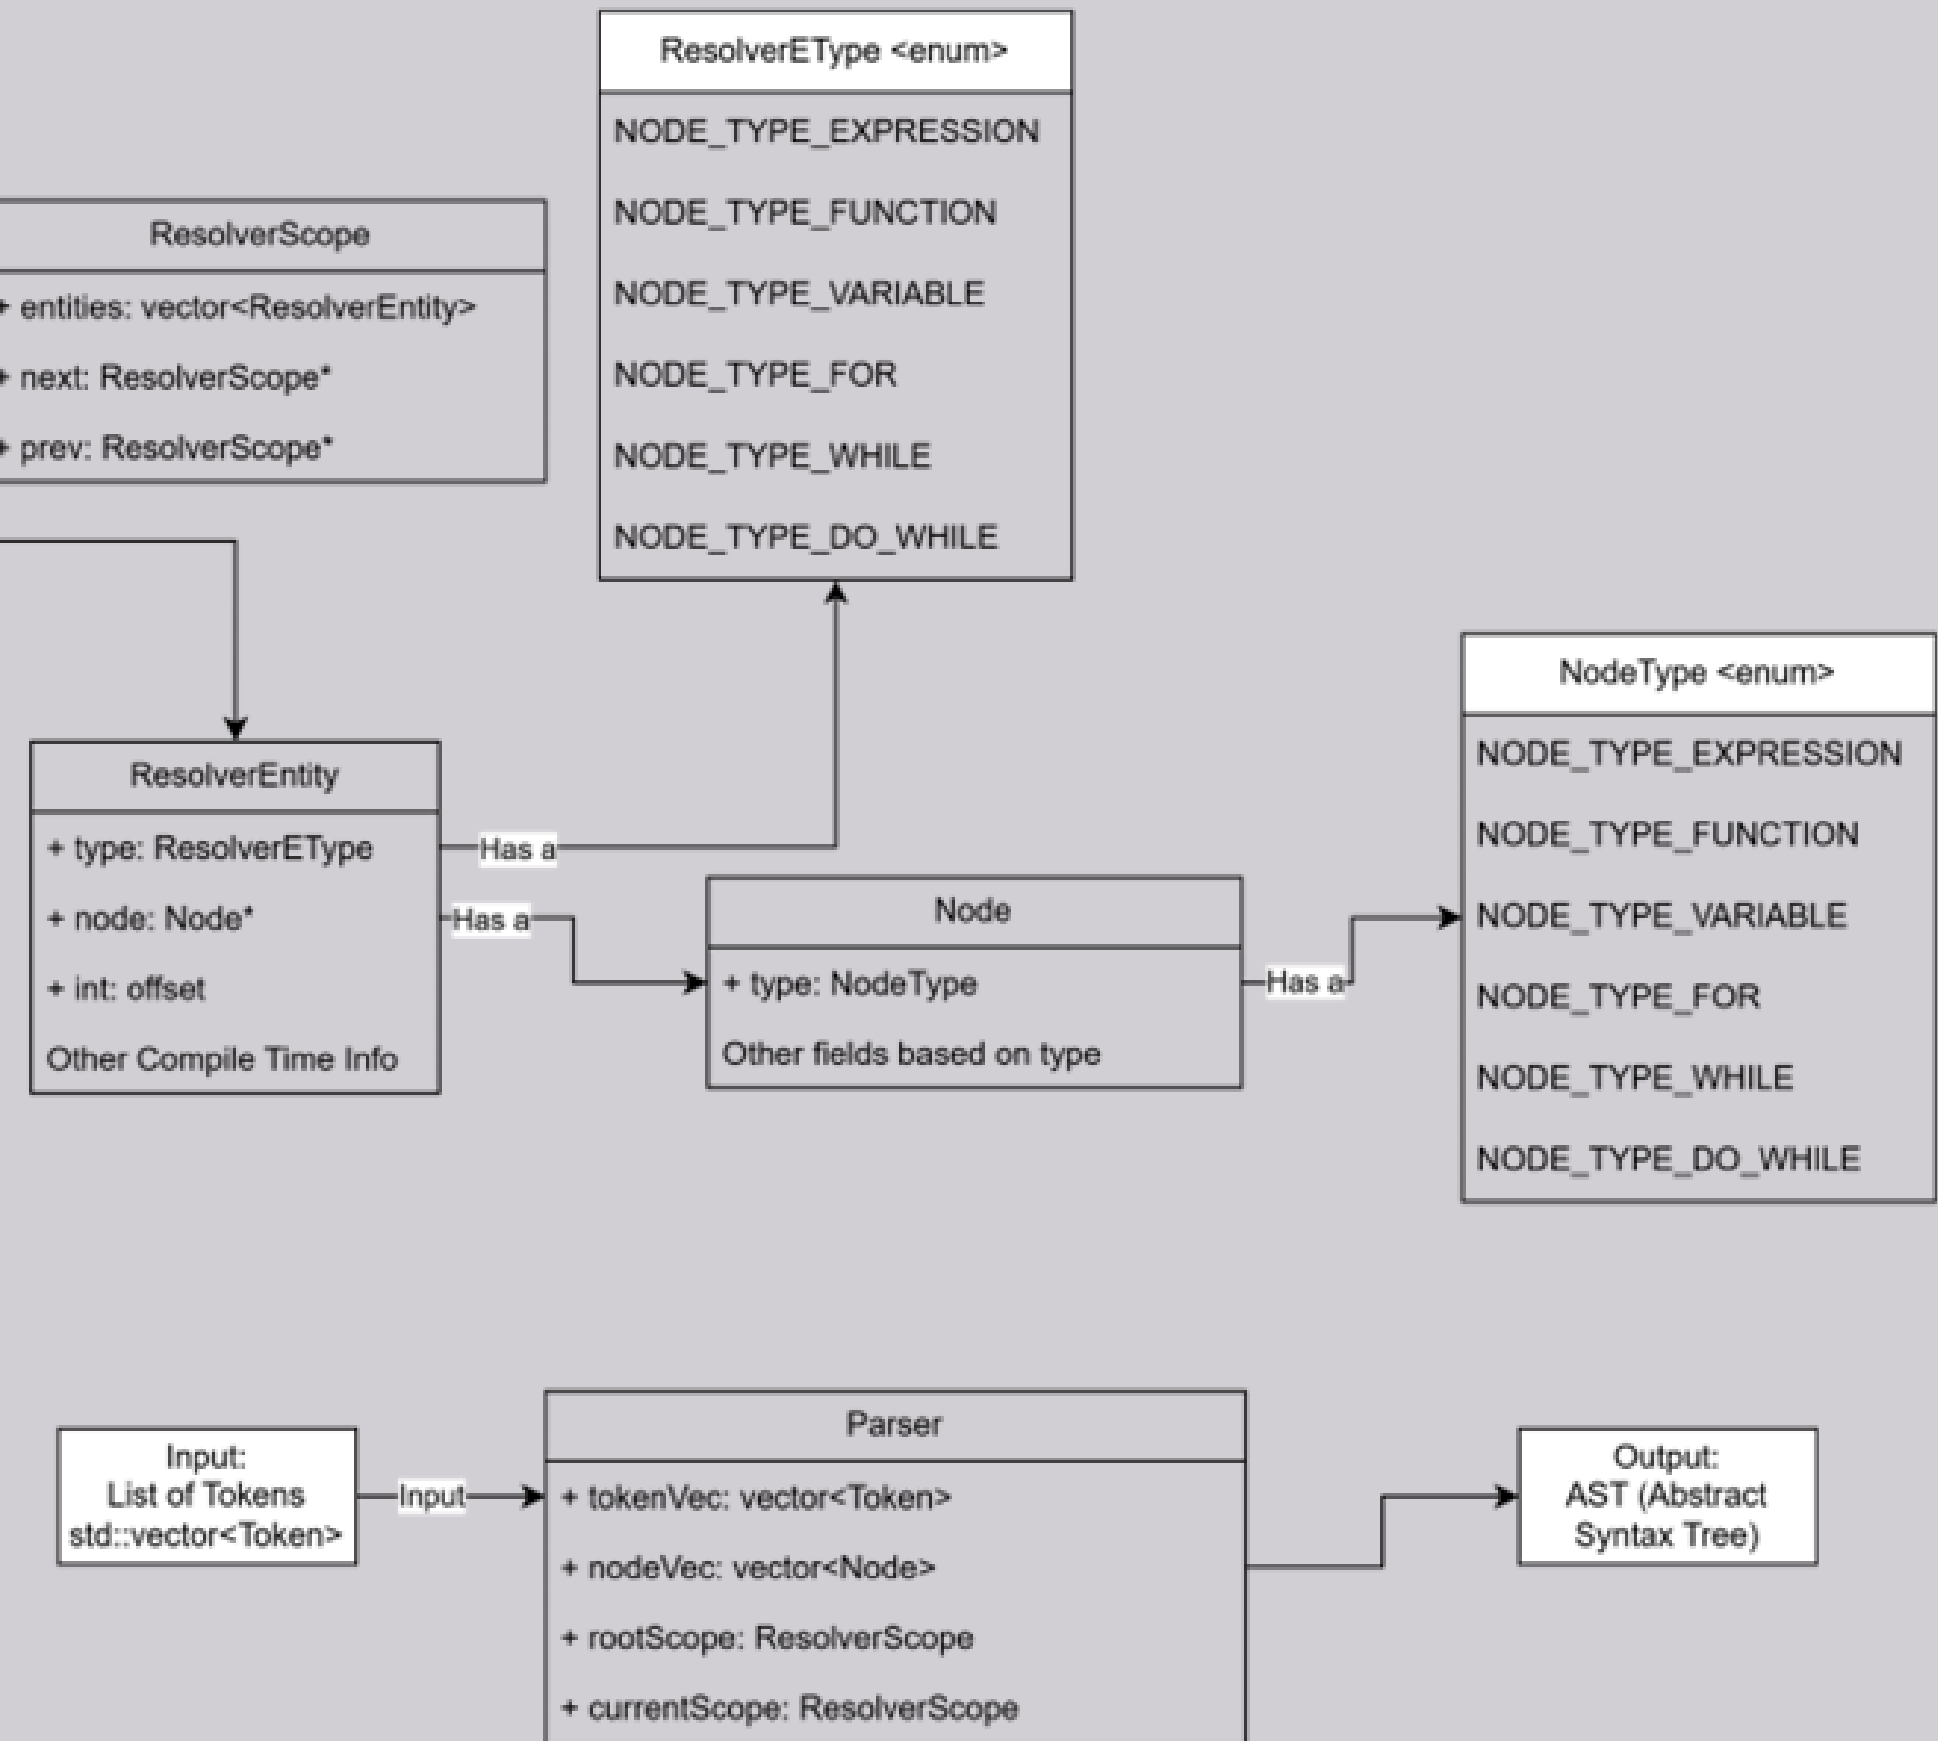 ResolverEType <enum>
NODE_TYPE_EXPRESSION
NODE_TYPE_FUNCTION
NODE_TYPE_VARIABLE
NODE_TYPE_FOR
NODE_TYPE_WHILE
NODE_TYPE_DO_WHILE
ResolverScope
+ entities: vector<ResolverEntity>
+ next: ResolverScope*
+ prev: ResolverScope*
ResolverEntity
+ type: ResolverEType
+ node: Node*
+ int: offset
Other Compile Time Info
Has a
Has a
Node
+ type: NodeType
Other fields based on type
Has a
NodeType <enum>
NODE_TYPE_EXPRESSION
NODE_TYPE_FUNCTION
NODE_TYPE_VARIABLE
NODE_TYPE_FOR
NODE_TYPE_WHILE
NODE_TYPE_DO_WHILE
Input:
List of Tokens
std::vector<Token>
Input
Parser
+ tokenVec: vector<Token>
+ nodeVec: vector<Node>
+ rootScope: ResolverScope
+ currentScope: ResolverScope
Output:
AST (Abstract
Syntax Tree)